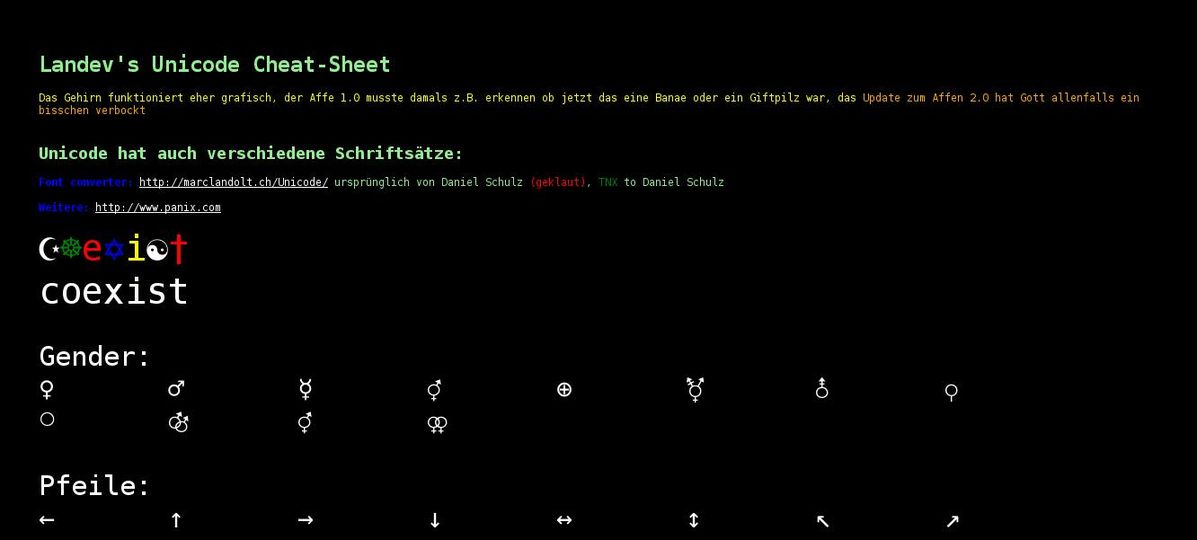 Landev's Unicode Cheat-Sheet
Das Gehirn funktioniert eher grafisch, der Affe 1.0 musste damals z.B. erkennen ob jetzt das eine Banae oder ein Giftpilz war, das Update zum Affen 2.0 hat Gott allenfalls ein
bisschen verbockt
Unicode hat auch verschiedene Schriftsätze:
Font converter: http://marclandolt.ch/Unicode/ ursprünglich von Daniel Schulz (geklaut), TNX to Daniel Schulz
Weitere: http://www.panix.com
☪☸e✡i☯†
coexist
Gender:
♀ ♂ ☿ ⚥ ⊕ ⚧ ⚨ ⚲
⚪ ⚣ ⚥ ⚢
Pfeile:
← ↑ → ↓ ↔ ↕ ↖ ↗